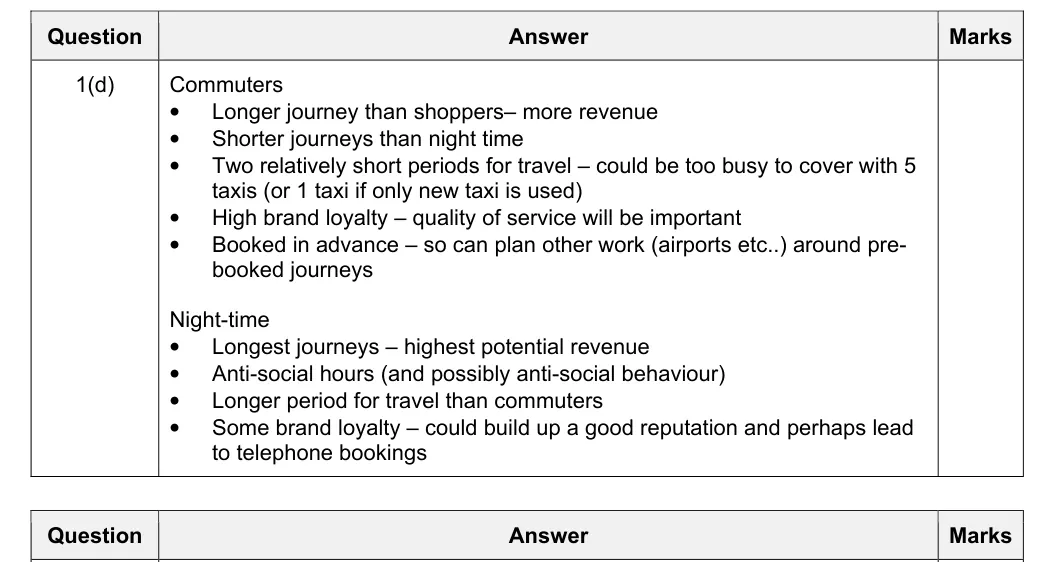 Question Answer Marks
1(d) Commuters
• Longer journey than shoppers– more revenue
• Shorter journeys than night time
• Two relatively short periods for travel – could be too busy to cover with 5
taxis (or 1 taxi if only new taxi is used)
• High brand loyalty – quality of service will be important
• Booked in advance – so can plan other work (airports etc..) around pre-
booked journeys
Night-time
• Longest journeys – highest potential revenue
• Anti-social hours (and possibly anti-social behaviour)
• Longer period for travel than commuters
• Some brand loyalty – could build up a good reputation and perhaps lead
to telephone bookings
Question Answer Marks